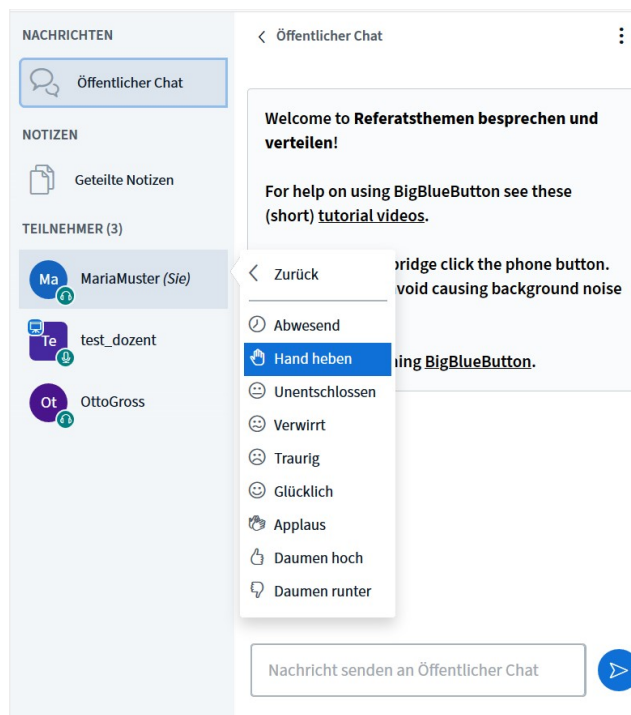 NACHRICHTEN
Öffentlicher Chat
NOTIZEN
Geteilte Notizen
TEILNEHMER (3)
Ma
MariaMuster (Sie)
Te
test_dozent
Ot
OttoGross
Zurück
Abwesend
Hand heben
Unentschlossen
Verwirrt
Traurig
Glücklich
Applaus
Daumen hoch
Daumen runter
Öffentlicher Chat
Welcome to Referatsthemen besprechen und
verteilen!
For help on using BigBlueButton see these
(short) tutorial videos.
bridge click the phone button.
void causing background noise
ing BigBlueButton.
Nachricht senden an Öffentlicher Chat